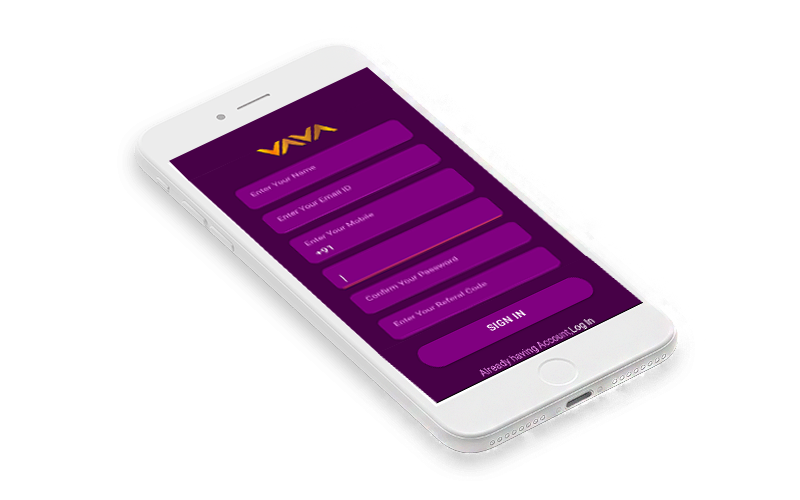 VAVA
Enter Your Name
Enter Your Email ID
Enter Your Mobile
+91
Confirm Your Password
Enter Your Referal Code
SIGN IN
Already having Account,Log In